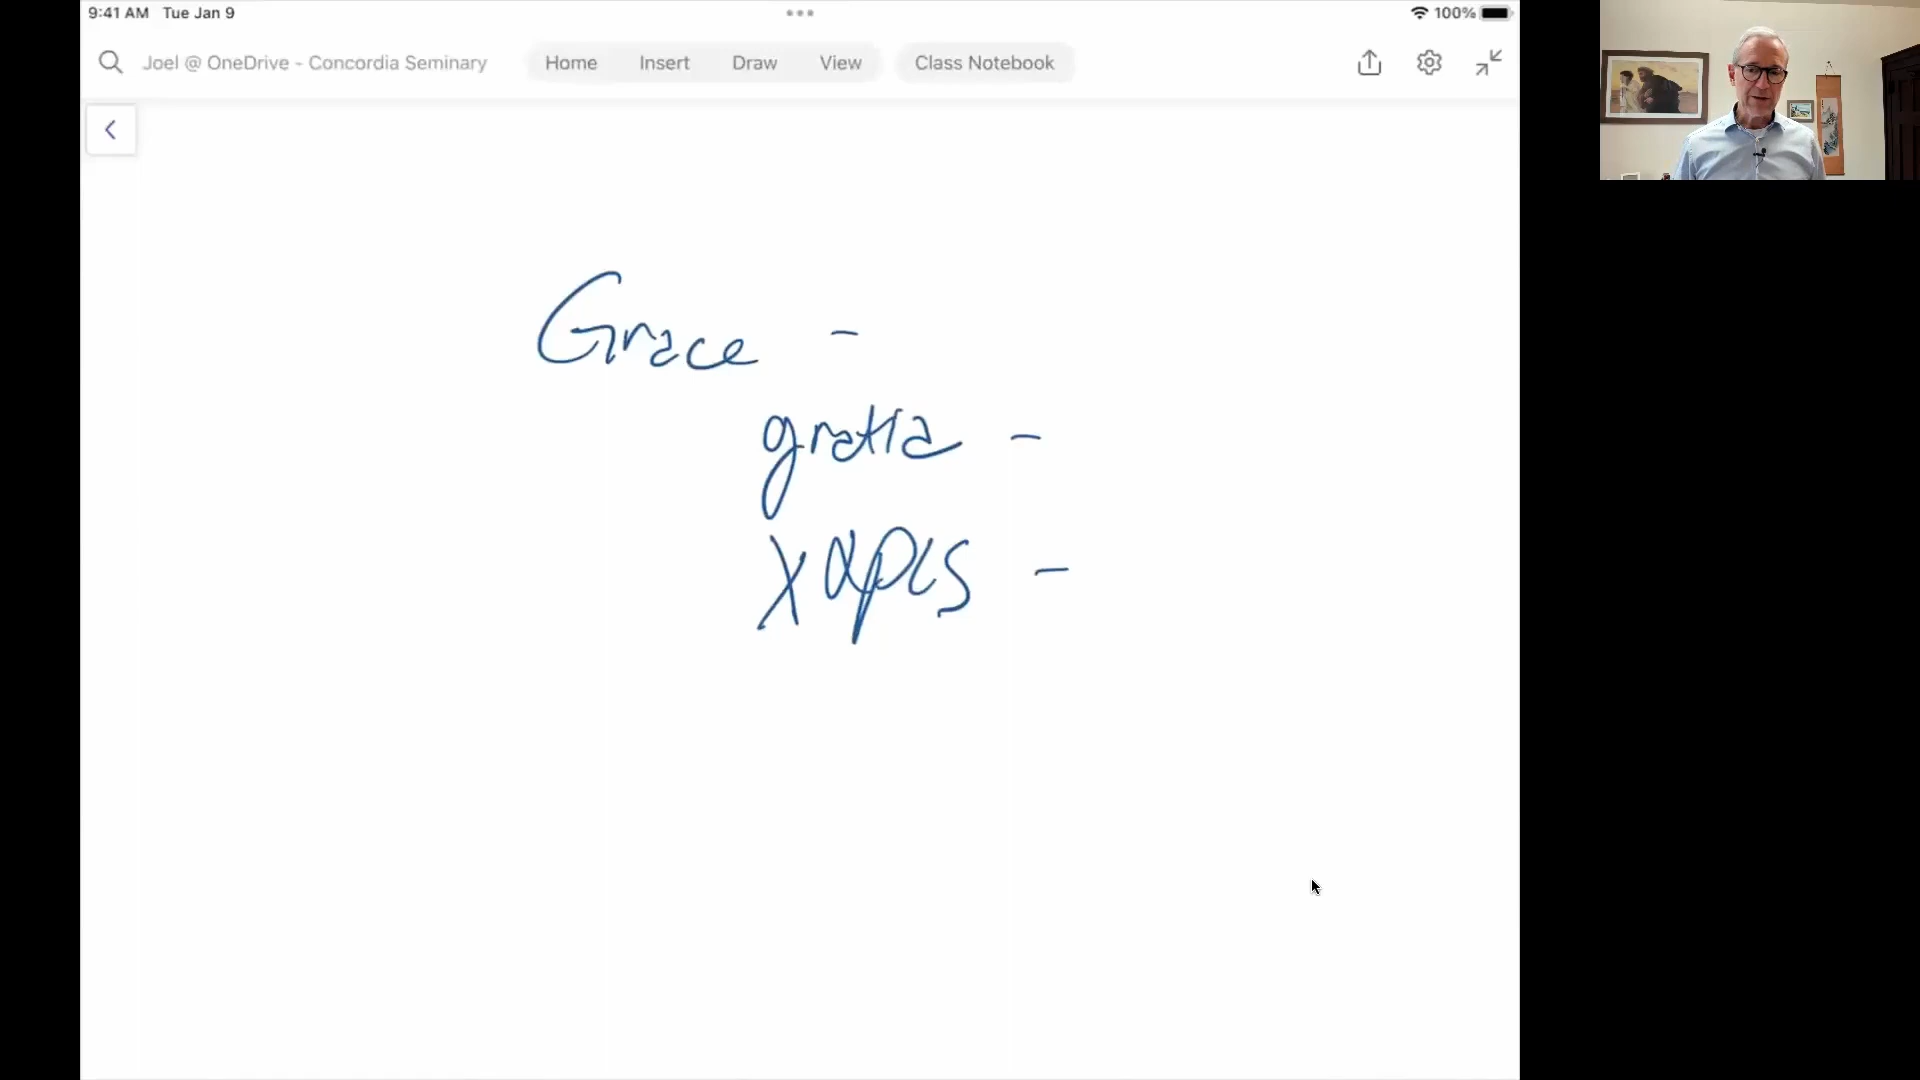 9:41 AM Tue Jan 9 100%
Joel @ OneDrive - Concordia Seminary Home Insert Draw View Class Notebook
Grace -
gratia -
χαρις -